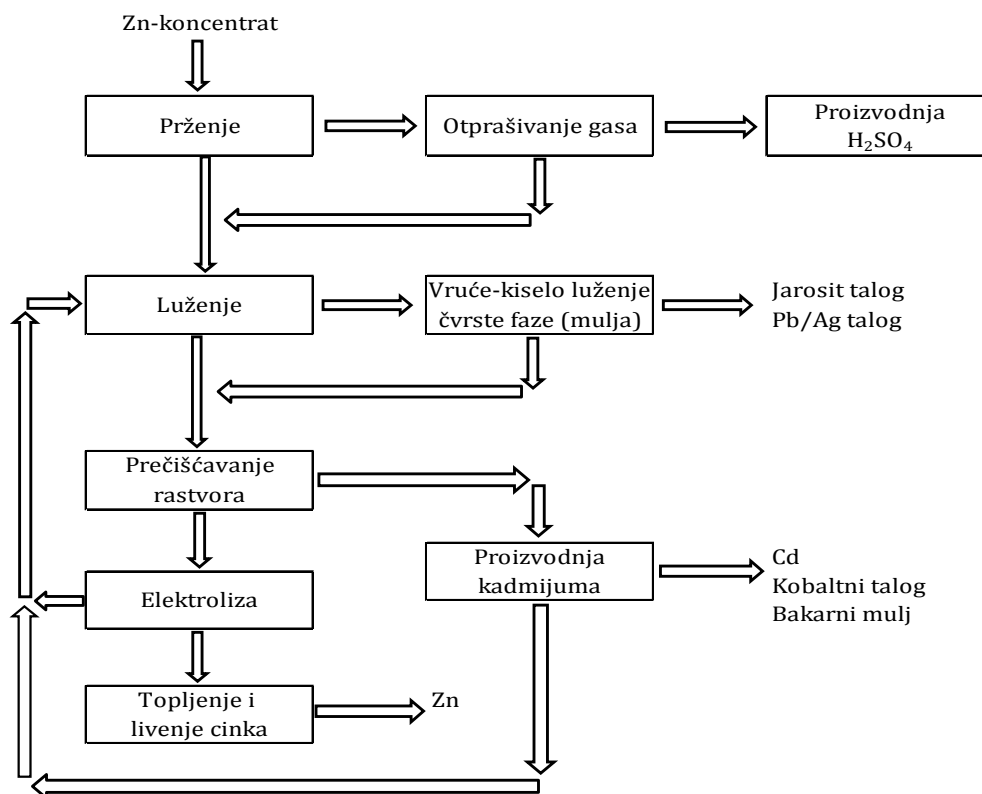 Zn-koncentrat
Prženje
Otprašivanje gasa
Proizvodnja
H₂SO₄
Luženje
Vruće-kiselo luženje
čvrste faze (mulja)
Jarosit talog
Pb/Ag talog
Prečišćavanje
rastvora
Proizvodnja
kadmijuma
Cd
Kobaltni talog
Bakarni mulj
Elektroliza
Topljenje i
livenje cinka
Zn